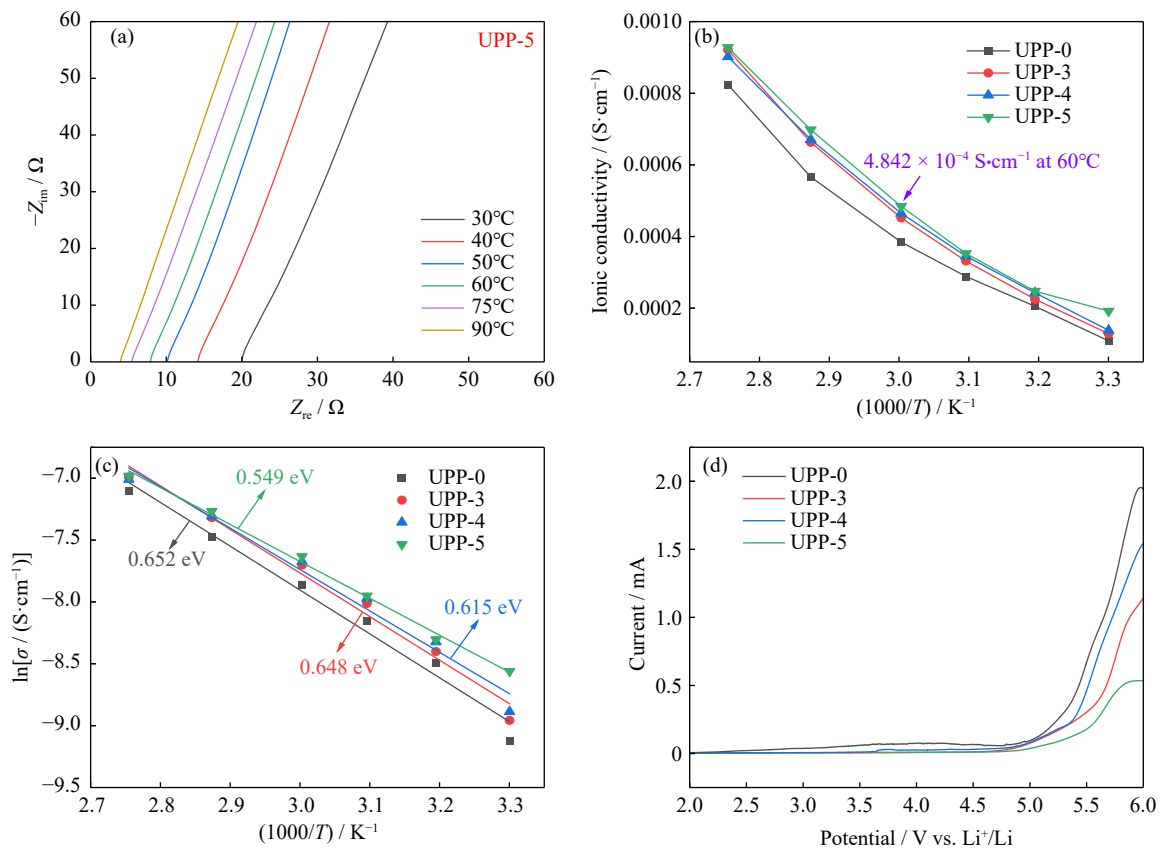 (a)
UPP-5
60
50
40
30
20
10
0
−Z_im / Ω
30℃
40℃
50℃
60℃
75℃
90℃
0 10 20 30 40 50 60
Z_re / Ω
(b)
0.0010
0.0008
0.0006
0.0004
0.0002
Ionic conductivity / (S·cm⁻¹)
UPP-0
UPP-3
UPP-4
UPP-5
4.842 × 10⁻⁴ S·cm⁻¹ at 60℃
2.7 2.8 2.9 3.0 3.1 3.2 3.3
(1000/T) / K⁻¹
(c)
−7.0
−7.5
−8.0
−8.5
−9.0
−9.5
ln[σ / (S·cm⁻¹)]
0.549 eV
UPP-0
UPP-3
UPP-4
UPP-5
0.652 eV
0.615 eV
0.648 eV
2.7 2.8 2.9 3.0 3.1 3.2 3.3
(1000/T) / K⁻¹
(d)
UPP-0
UPP-3
UPP-4
UPP-5
2.0
1.5
1.0
0.5
0
Current / mA
2.0 2.5 3.0 3.5 4.0 4.5 5.0 5.5 6.0
Potential / V vs. Li⁺/Li